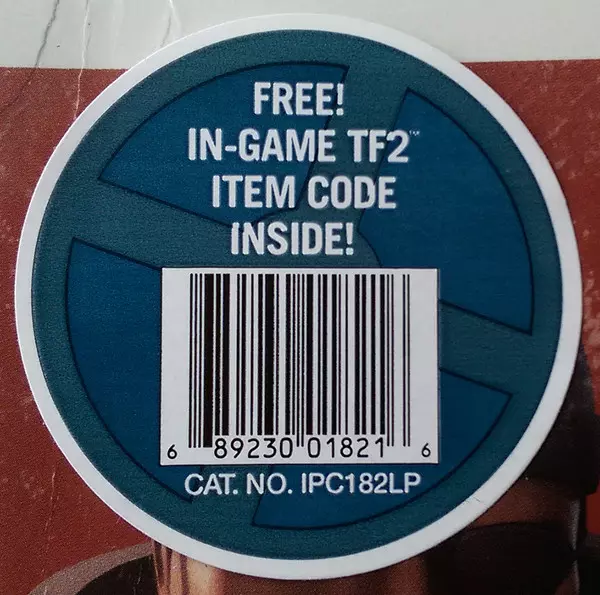 FREE!
IN-GAME TF2™
ITEM CODE
INSIDE!
6 89230 01821 6
CAT. NO. IPC182LP